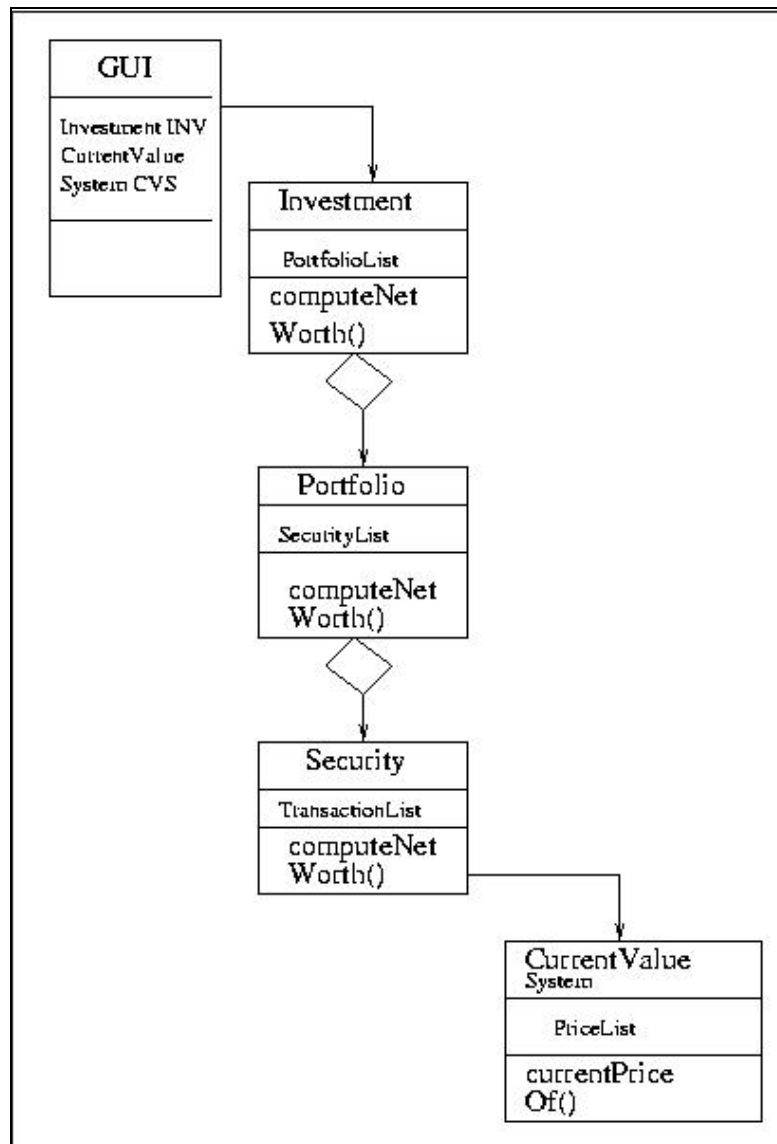 GUI
Investment INV
CurrentValue
System CVS
Investment
PortfolioList
computeNet
Worth()
Portfolio
SecurityList
computeNet
Worth()
Security
TransactionList
computeNet
Worth()
CurrentValue
System
PriceList
currentPrice
Of()